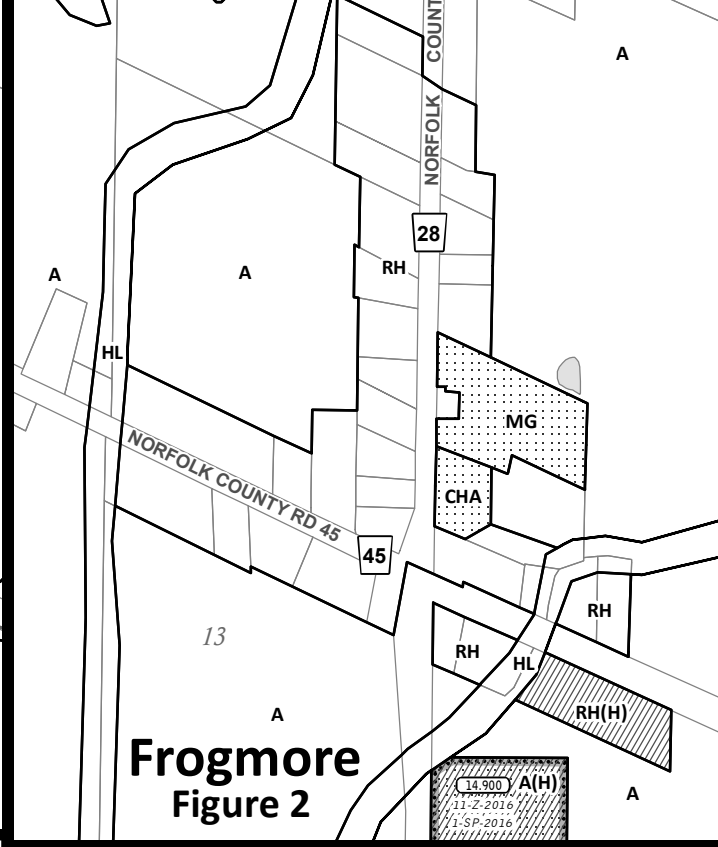 A
NORFOLK COUNT
28
RH
A
A
HL
MG
NORFOLK COUNTY RD 45
CHA
45
RH
13
RH
HL
RH(H)
A
Frogmore
Figure 2
14.900
A(H)
11-Z-2016
1-SP-2016
A